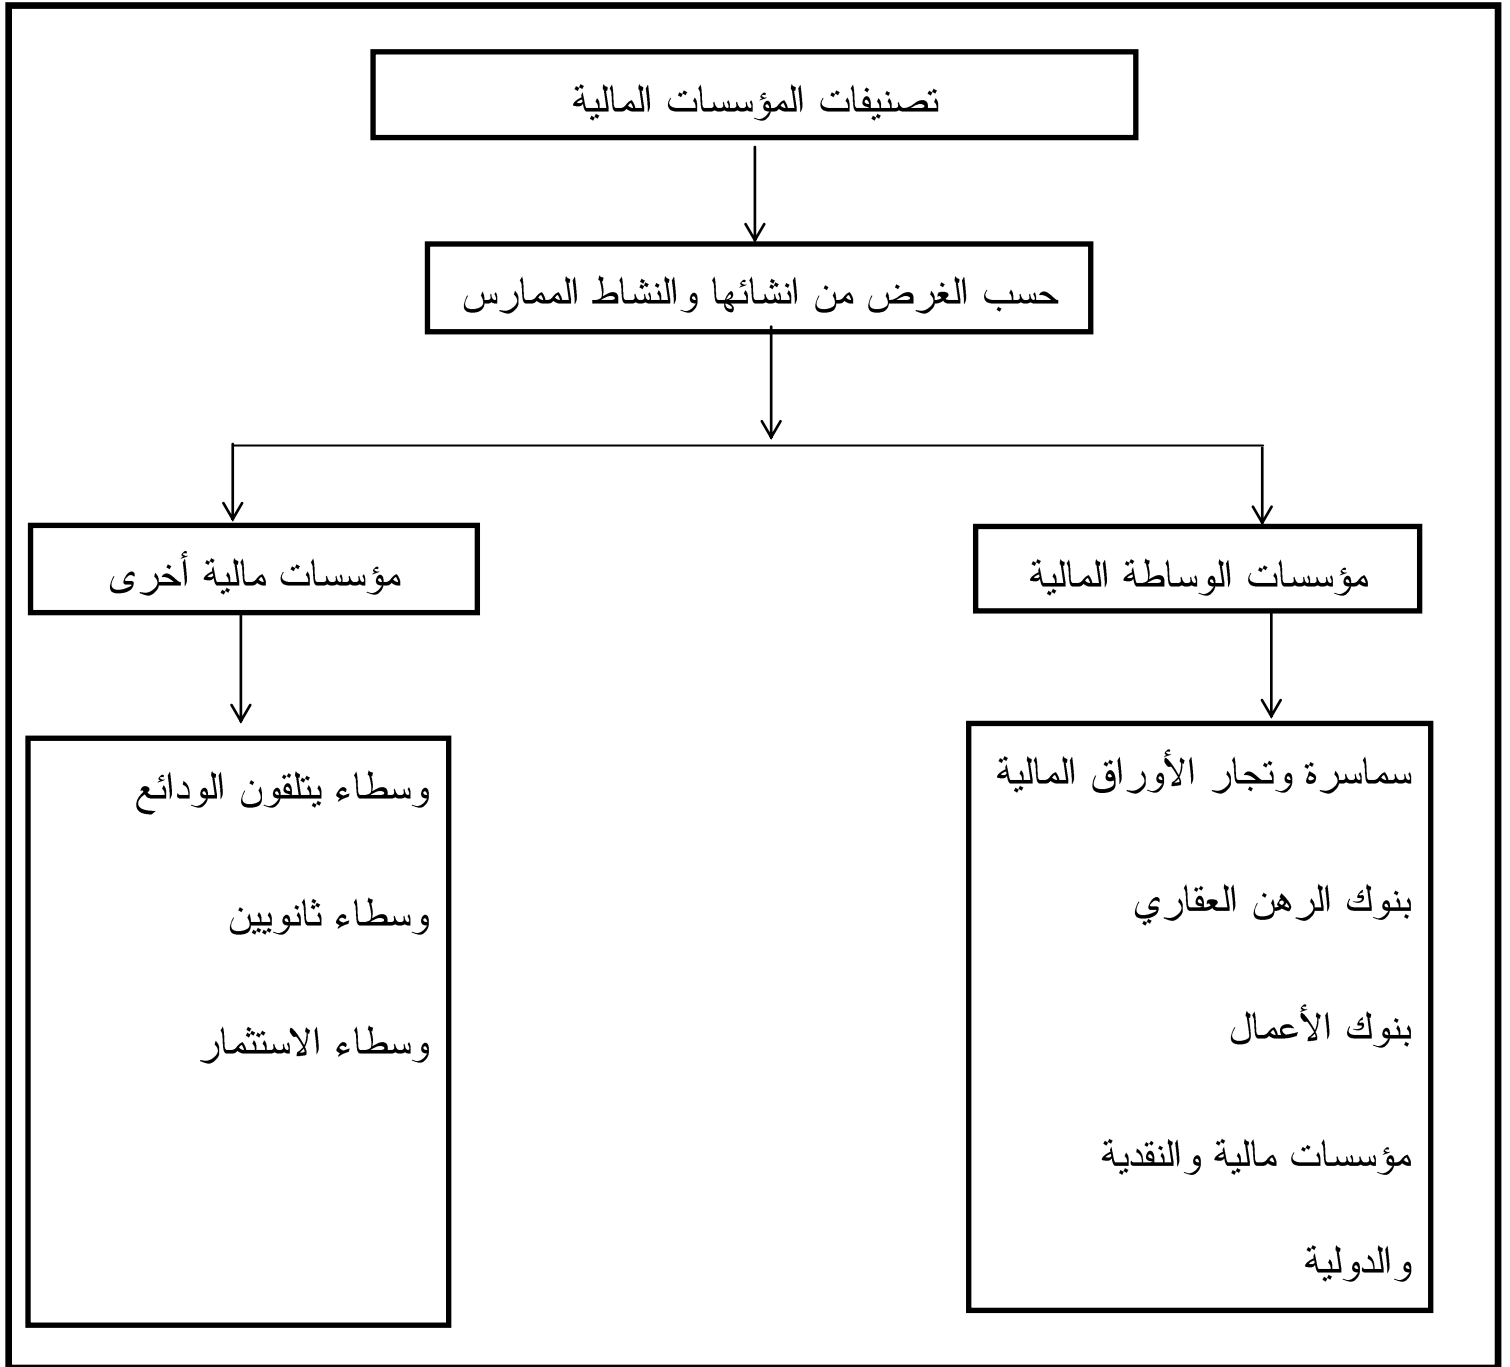 تصنيفات المؤسسات المالية
حسب الغرض من انشائها والنشاط الممارس
مؤسسات الوساطة المالية
مؤسسات مالية أخرى
سماسرة وتجار الأوراق المالية
بنوك الرهن العقاري
بنوك الأعمال
مؤسسات مالية والنقدية
والدولية
وسطاء يتلقون الودائع
وسطاء ثانويين
وسطاء الاستثمار